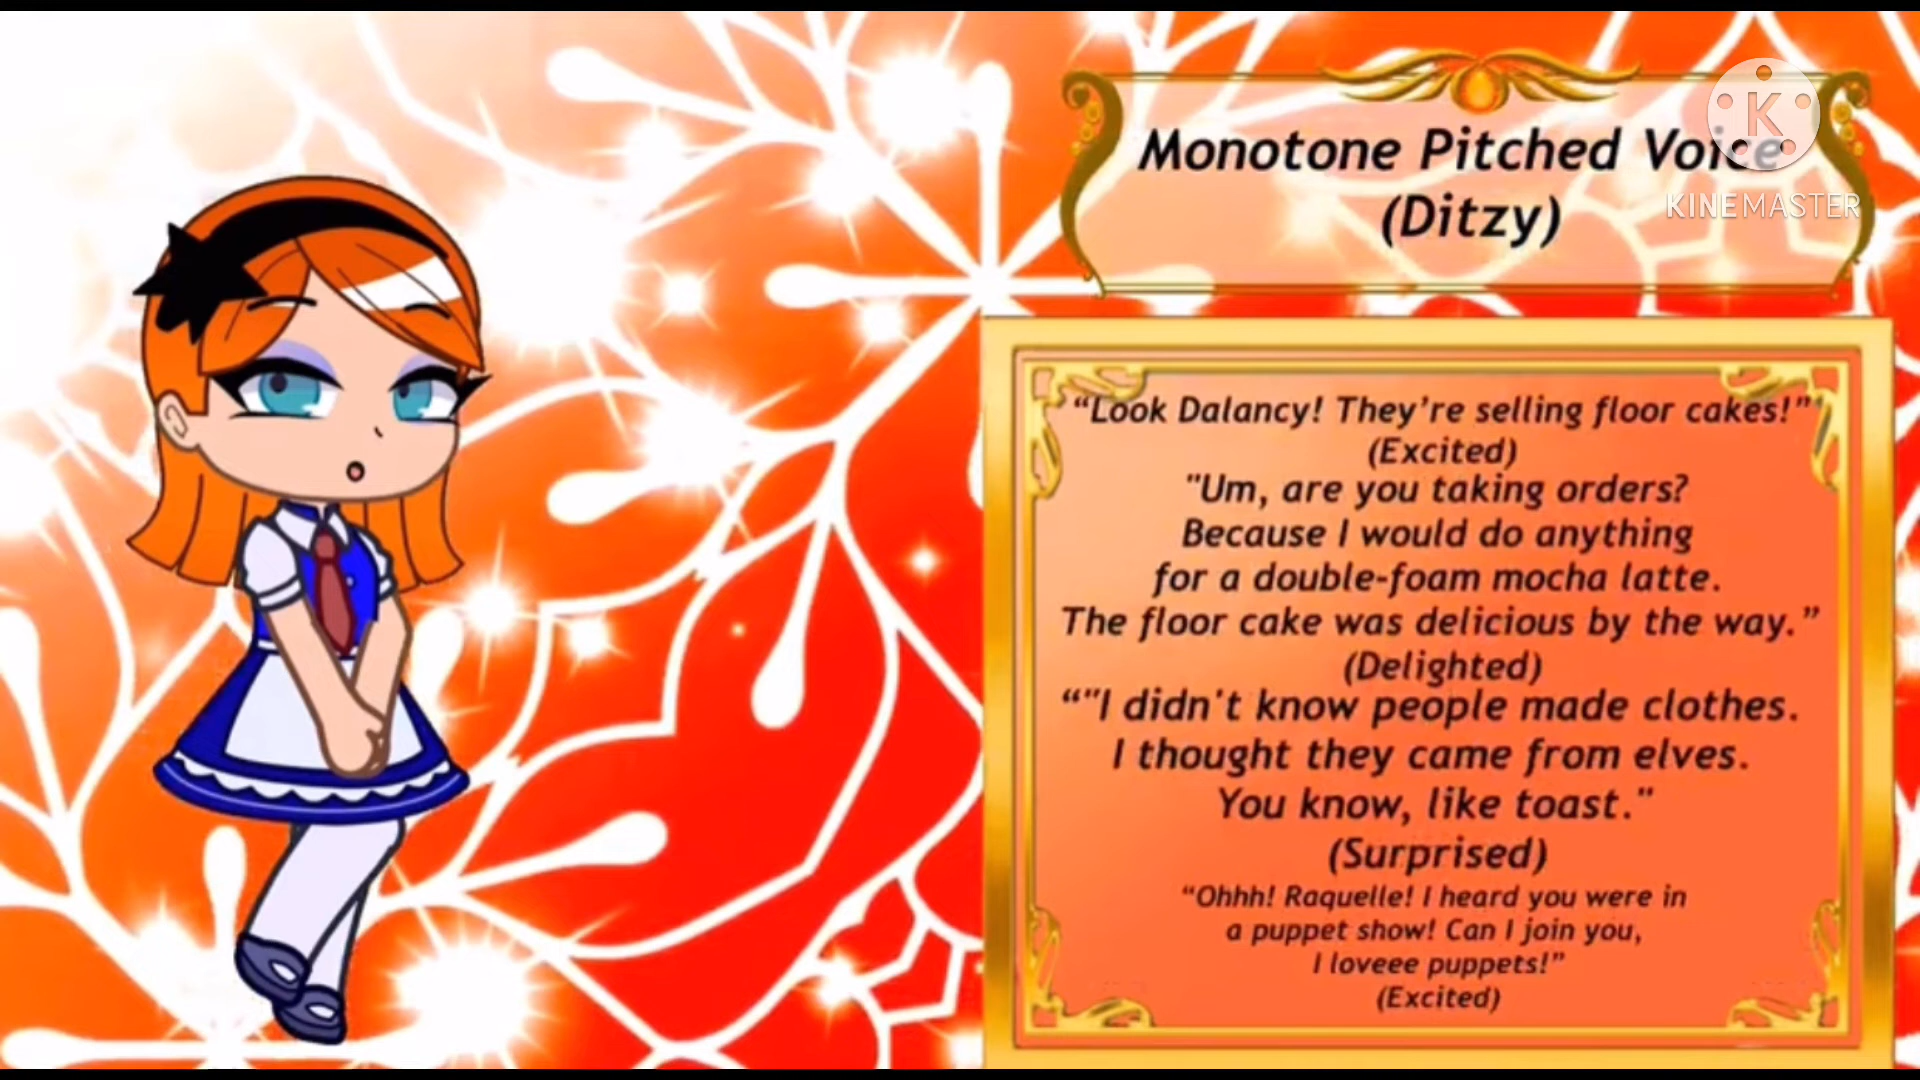 Monotone Pitched Voice
(Ditzy)
K
KINEMASTER
“Look Dalancy! They’re selling floor cakes!”
(Excited)
"Um, are you taking orders?
Because I would do anything
for a double-foam mocha latte.
The floor cake was delicious by the way.”
(Delighted)
“"I didn't know people made clothes.
I thought they came from elves.
You know, like toast."
(Surprised)
“Ohhh! Raquelle! I heard you were in
a puppet show! Can I join you,
I loveee puppets!”
(Excited)